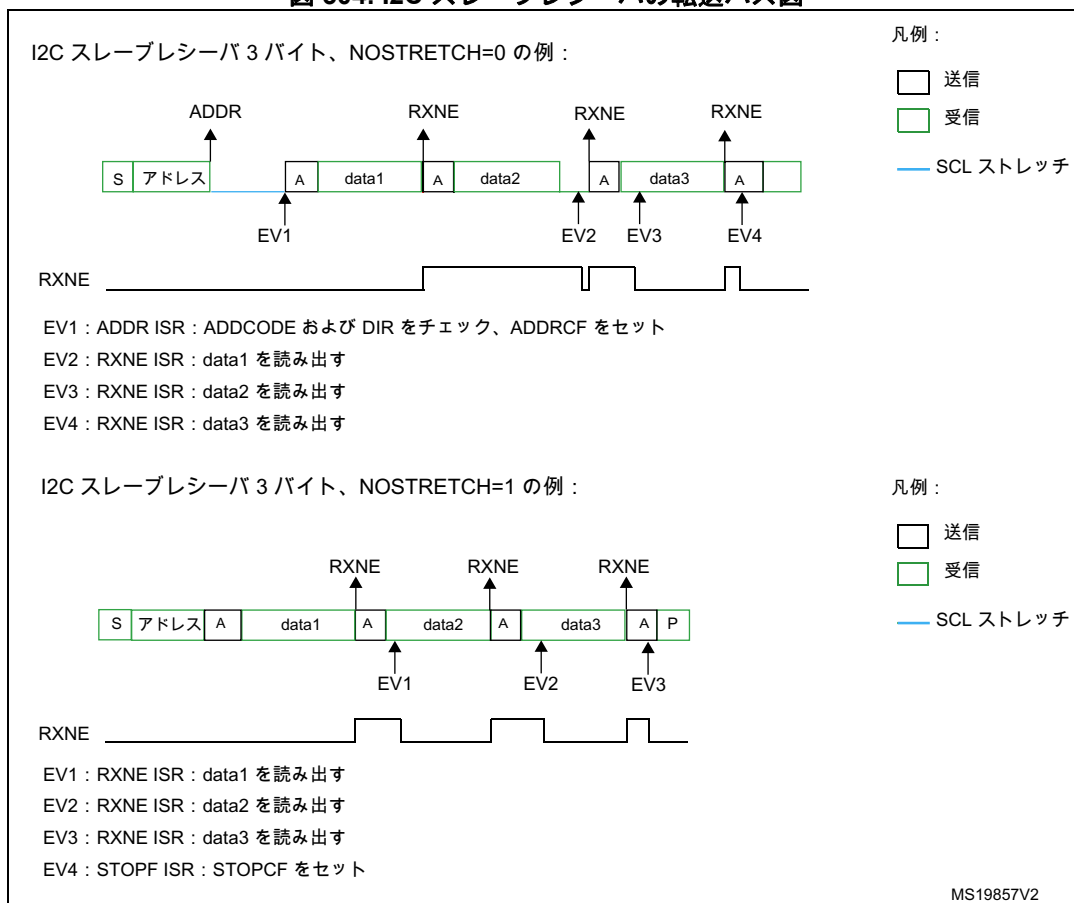 I2C スレーブレシーバ 3 バイト、NOSTRETCH=0 の例：
凡例：
送信
受信
SCL ストレッチ
ADDR RXNE RXNE RXNE
S アドレス A data1 A data2 A data3 A
EV1 EV2 EV3 EV4
RXNE
EV1：ADDR ISR：ADDCODE および DIR をチェック、ADDRCF をセット
EV2：RXNE ISR：data1 を読み出す
EV3：RXNE ISR：data2 を読み出す
EV4：RXNE ISR：data3 を読み出す
I2C スレーブレシーバ 3 バイト、NOSTRETCH=1 の例：
凡例：
送信
受信
SCL ストレッチ
RXNE RXNE RXNE
S アドレス A data1 A data2 A data3 A P
EV1 EV2 EV3
RXNE
EV1：RXNE ISR：data1 を読み出す
EV2：RXNE ISR：data2 を読み出す
EV3：RXNE ISR：data3 を読み出す
EV4：STOPF ISR：STOPCF をセット
MS19857V2